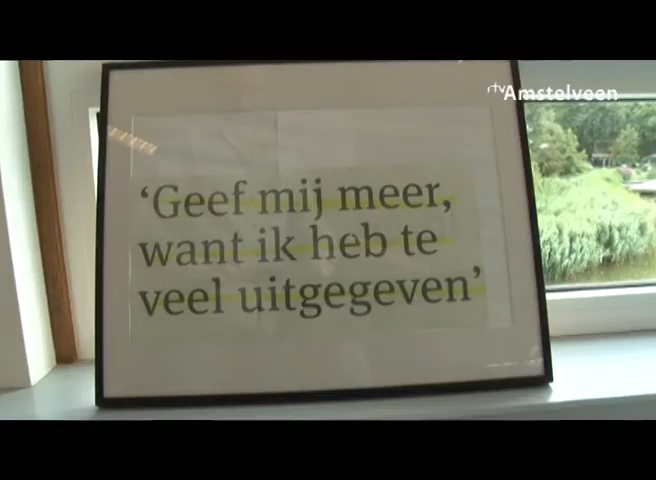 rtvAmstelveen
‘Geef mij meer,
want ik heb te
veel uitgegeven’